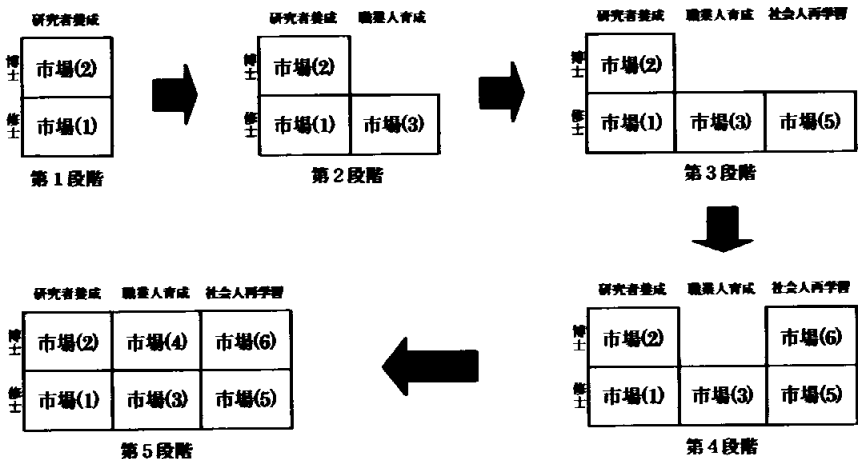 研究者養成
博士
市場(2)
修士
市場(1)
第1段階
研究者養成 職業人育成
博士
市場(2)
修士
市場(1) 市場(3)
第2段階
研究者養成 職業人育成 社会人再学習
博士
市場(2)
修士
市場(1) 市場(3) 市場(5)
第3段階
研究者養成 職業人育成 社会人再学習
博士
市場(2) 市場(6)
修士
市場(1) 市場(3) 市場(5)
第4段階
研究者養成 職業人育成 社会人再学習
博士
市場(2) 市場(4) 市場(6)
修士
市場(1) 市場(3) 市場(5)
第5段階